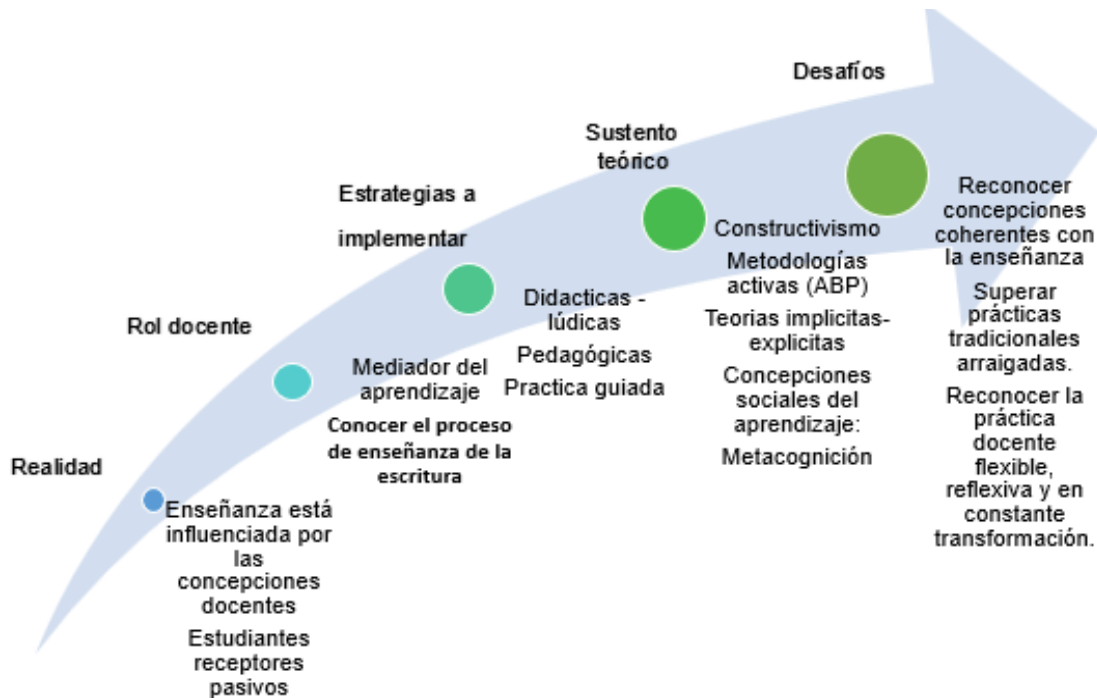 Realidad
Enseñanza está
influenciada por
las
concepciones
docentes
Estudiantes
receptores
pasivos
Rol docente
Mediador del
aprendizaje
Conocer el proceso
de enseñanza de la
escritura
Estrategias a
implementar
Didacticas -
lúdicas
Pedagógicas
Practica guiada
Sustento
teórico
Constructivismo
Metodologías
activas (ABP)
Teorias implicitas-
explicitas
Concepciones
sociales del
aprendizaje:
Metacognición
Desafíos
Reconocer
concepciones
coherentes con
la enseñanza
Superar
prácticas
tradicionales
arraigadas.
Reconocer la
práctica
docente
flexible,
reflexiva y en
constante
transformación.